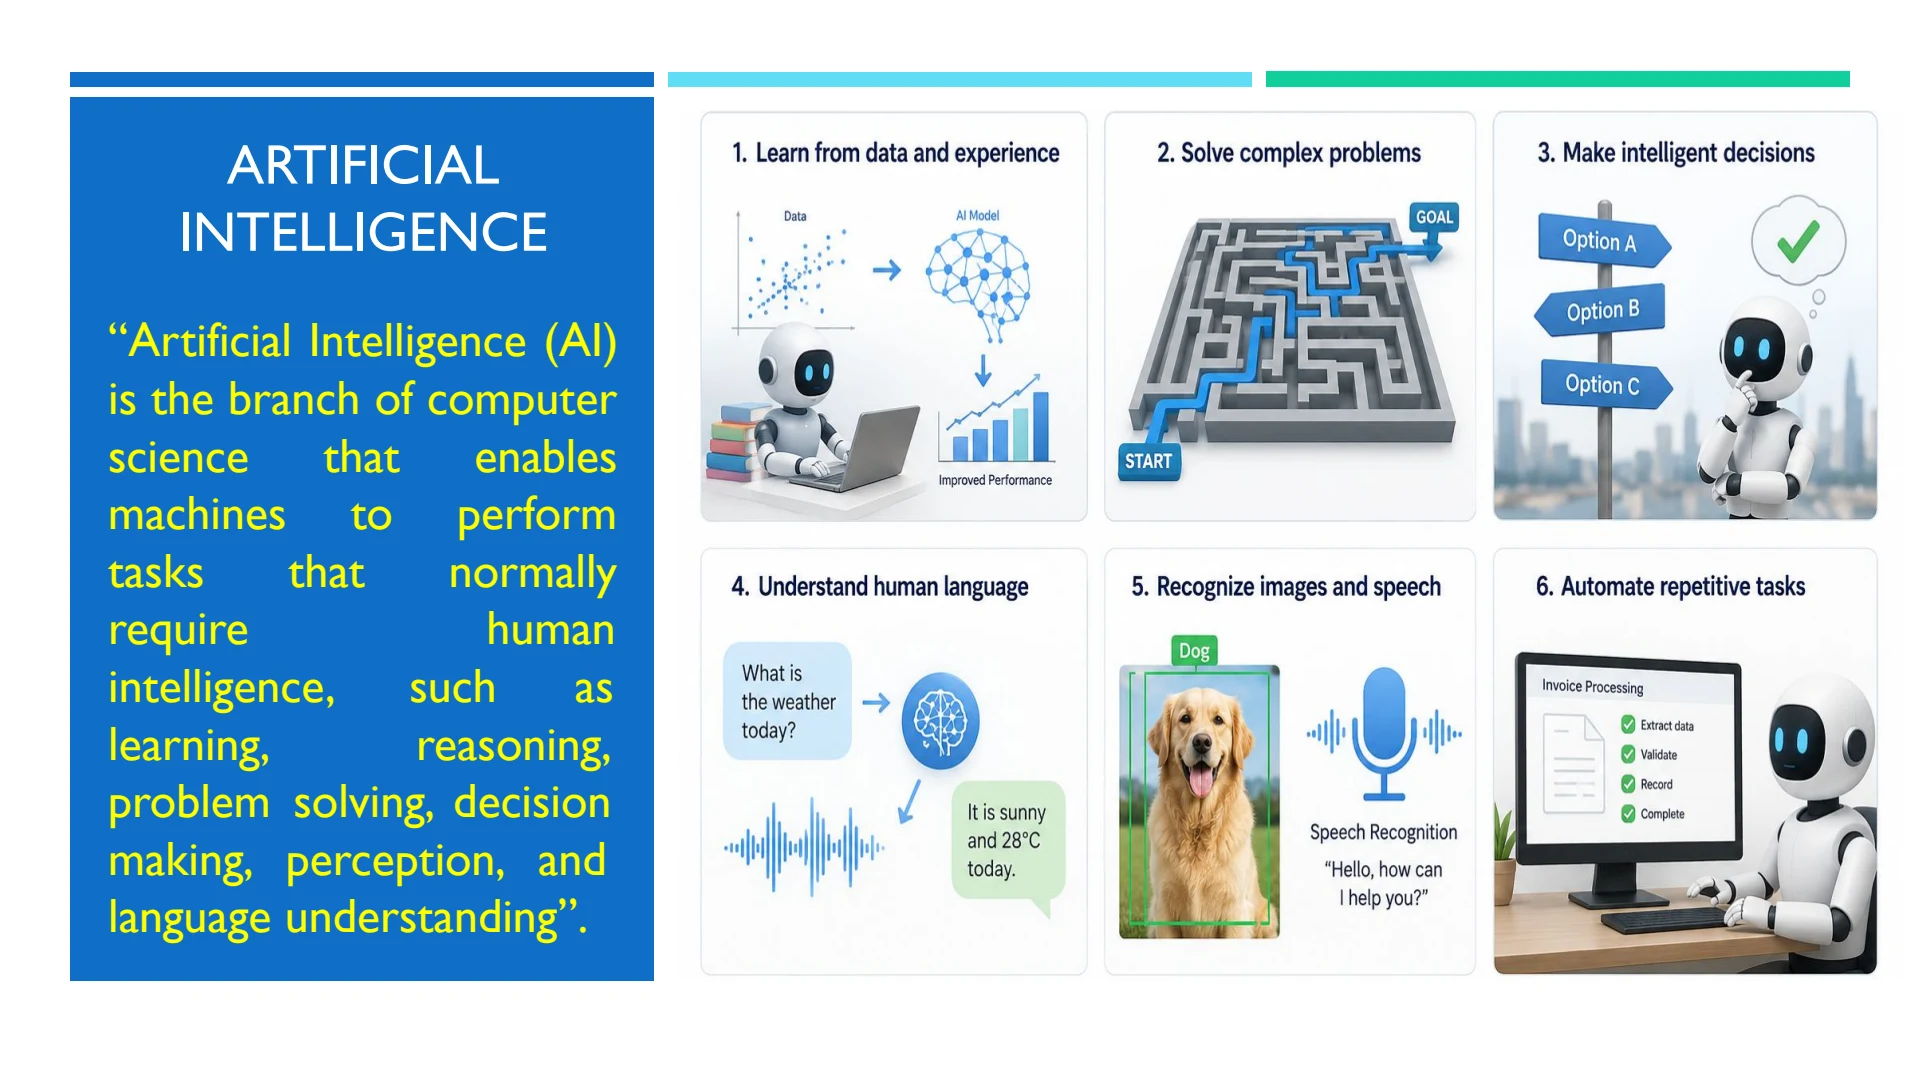 ARTIFICIAL
INTELLIGENCE
“Artificial Intelligence (AI)
is the branch of computer
science that enables
machines to perform
tasks that normally
require human
intelligence, such as
learning, reasoning,
problem solving, decision
making, perception, and
language understanding”.
1. Learn from data and experience
Data
AI Model
Improved Performance
2. Solve complex problems
GOAL
START
3. Make intelligent decisions
Option A
Option B
Option C
4. Understand human language
What is
the weather
today?
It is sunny
and 28°C
today.
5. Recognize images and speech
Dog
Speech Recognition
“Hello, how can
I help you?”
6. Automate repetitive tasks
Invoice Processing
Extract data
Validate
Record
Complete